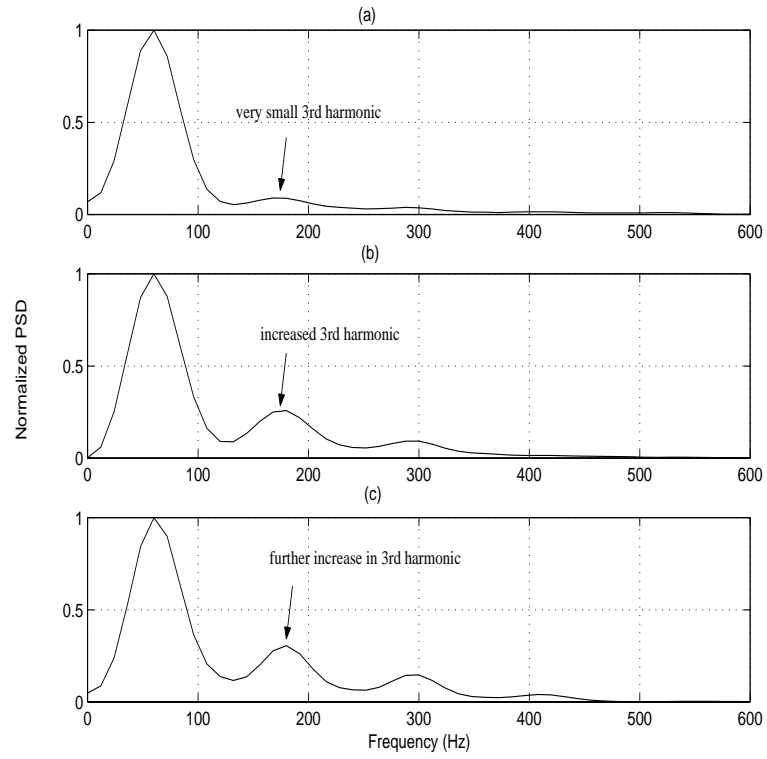 (a)
1
very small 3rd harmonic
0.5
0
0 100 200 300 400 500 600
(b)
1
increased 3rd harmonic
0.5
0
0 100 200 300 400 500 600
Normalized PSD
(c)
1
further increase in 3rd harmonic
0.5
0
0 100 200 300 400 500 600
Frequency (Hz)